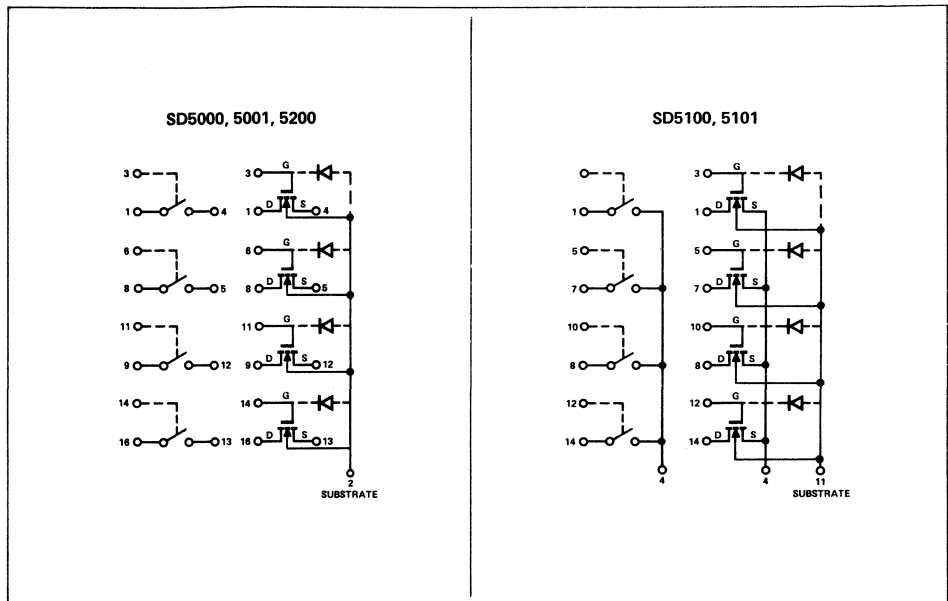 SD5000, 5001, 5200
3 3 G
1 4 1 D S 4
6 6 G
8 5 8 D S 5
11 11 G
9 12 9 D S 12
14 14 G
16 13 16 D S 13
2
SUBSTRATE
SD5100, 5101
3 G
1 1 D S
5 5 G
7 7 D S
10 10 G
8 8 D S
12 12 G
14 14 D S
4 4 11
SUBSTRATE